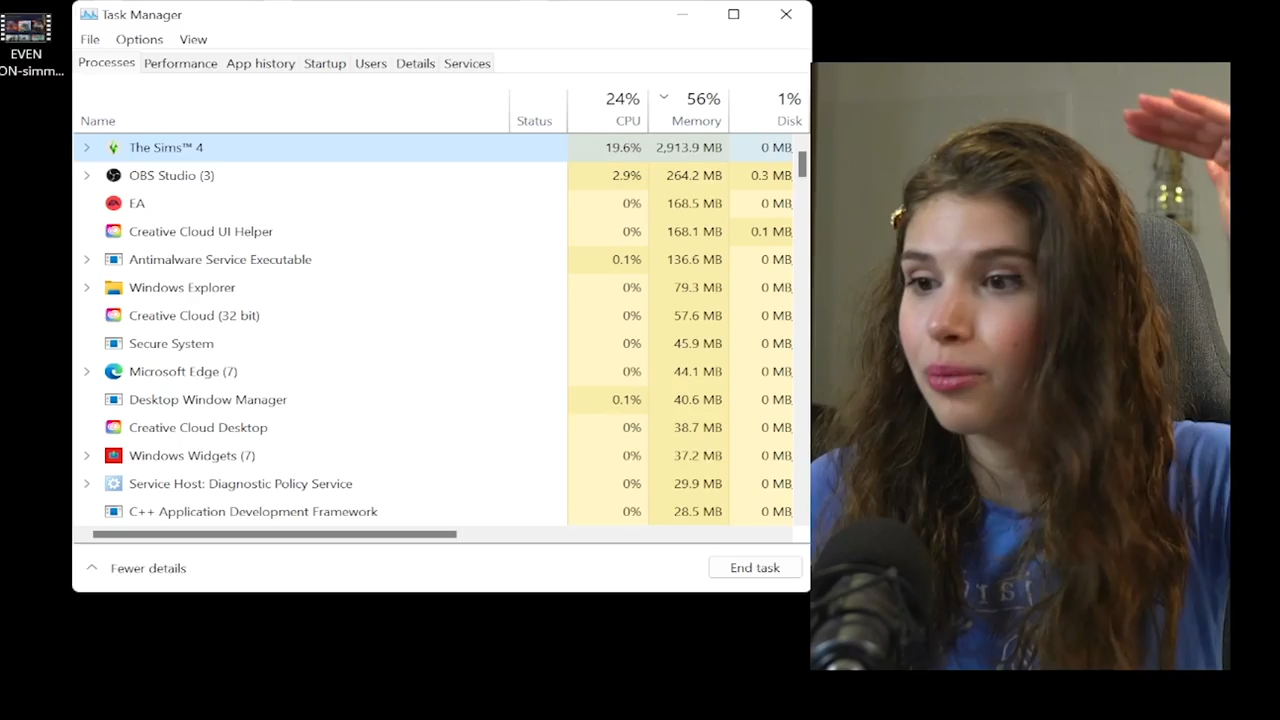 Task Manager
EVEN
ON-simm...
File Options View
Processes Performance App history Startup Users Details Services
24% 56% 1%
Name Status CPU Memory Disk
The Sims™ 4 19.6% 2,913.9 MB 0 MB
OBS Studio (3) 2.9% 264.2 MB 0.3 MB
EA 0% 168.5 MB 0 MB
Creative Cloud UI Helper 0% 168.1 MB 0.1 MB
Antimalware Service Executable 0.1% 136.6 MB 0 MB
Windows Explorer 0% 79.3 MB 0 MB
Creative Cloud (32 bit) 0% 57.6 MB 0 MB
Secure System 0% 45.9 MB 0 MB
Microsoft Edge (7) 0% 44.1 MB 0 MB
Desktop Window Manager 0.1% 40.6 MB 0 MB
Creative Cloud Desktop 0% 38.7 MB 0 MB
Windows Widgets (7) 0% 37.2 MB 0 MB
Service Host: Diagnostic Policy Service 0% 29.9 MB 0 MB
C++ Application Development Framework 0% 28.5 MB 0 MB
Fewer details End task